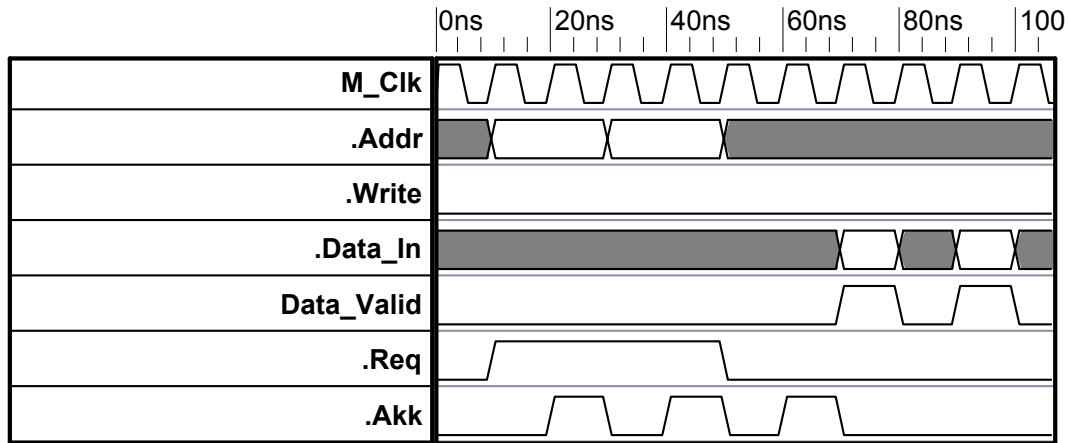 0ns 20ns 40ns 60ns 80ns 100
M_Clk
.Addr
.Write
.Data_In
Data_Valid
.Req
.Akk